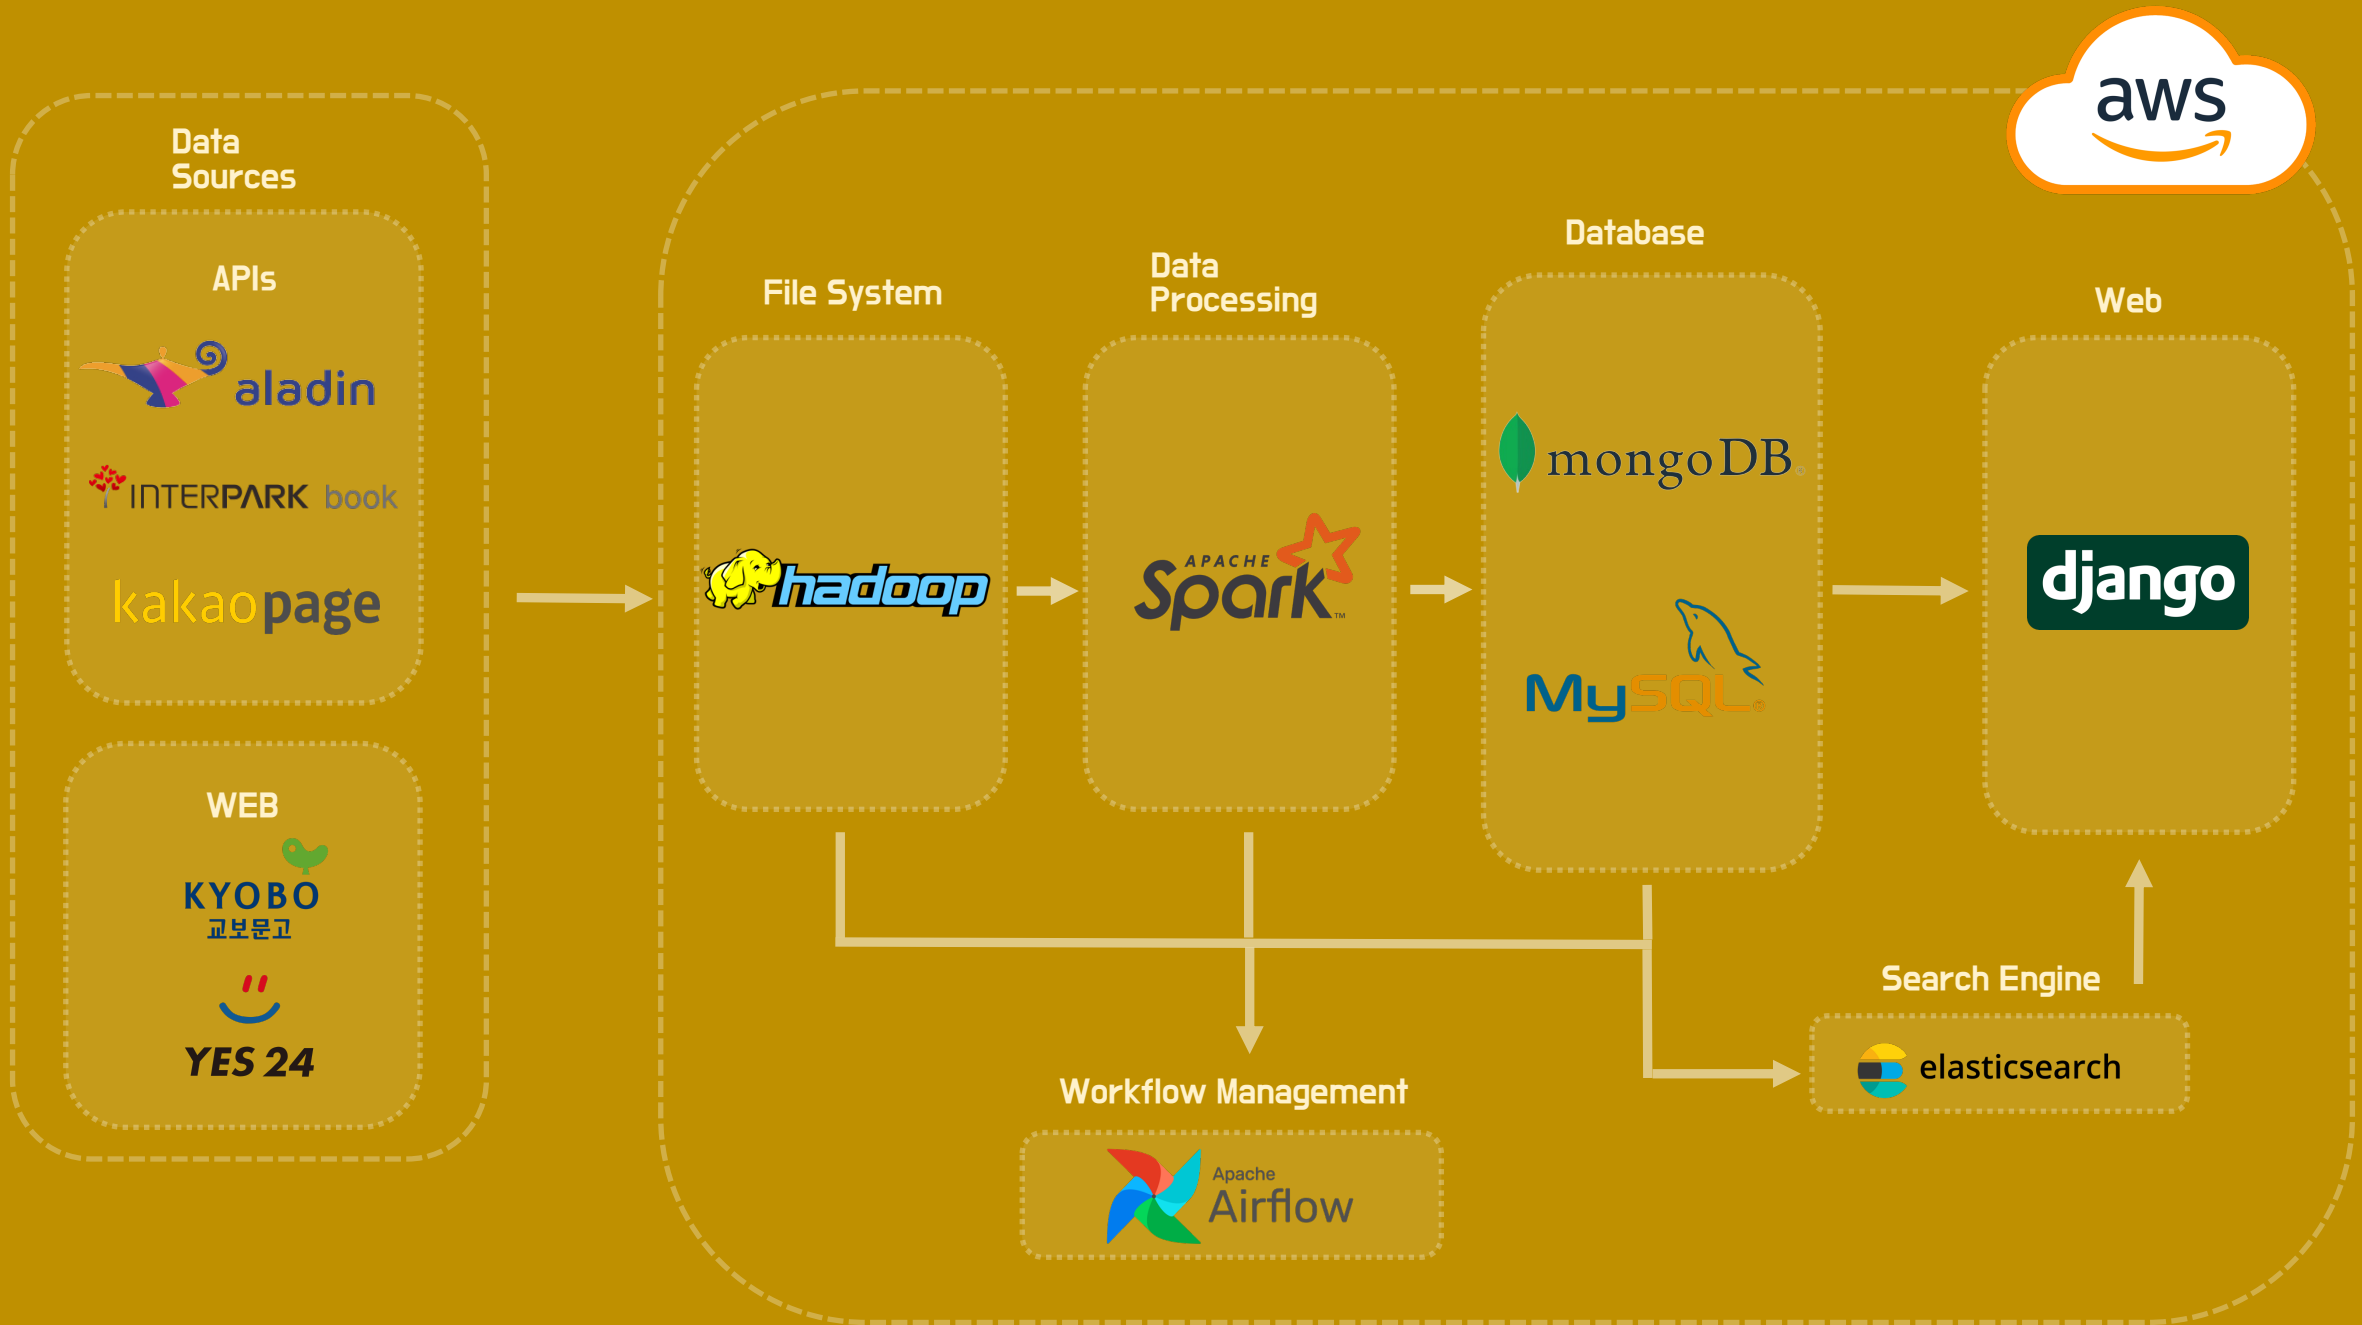 aws
Data
Sources
APIs
aladin
INTERPARK book
kakaopage
WEB
KYOBO
교보문고
YES 24
File System
hadoop
Data
Processing
APACHE
Spark™
Database
mongoDB®
MySQL®
Web
django
Search Engine
elasticsearch
Workflow Management
Apache
Airflow